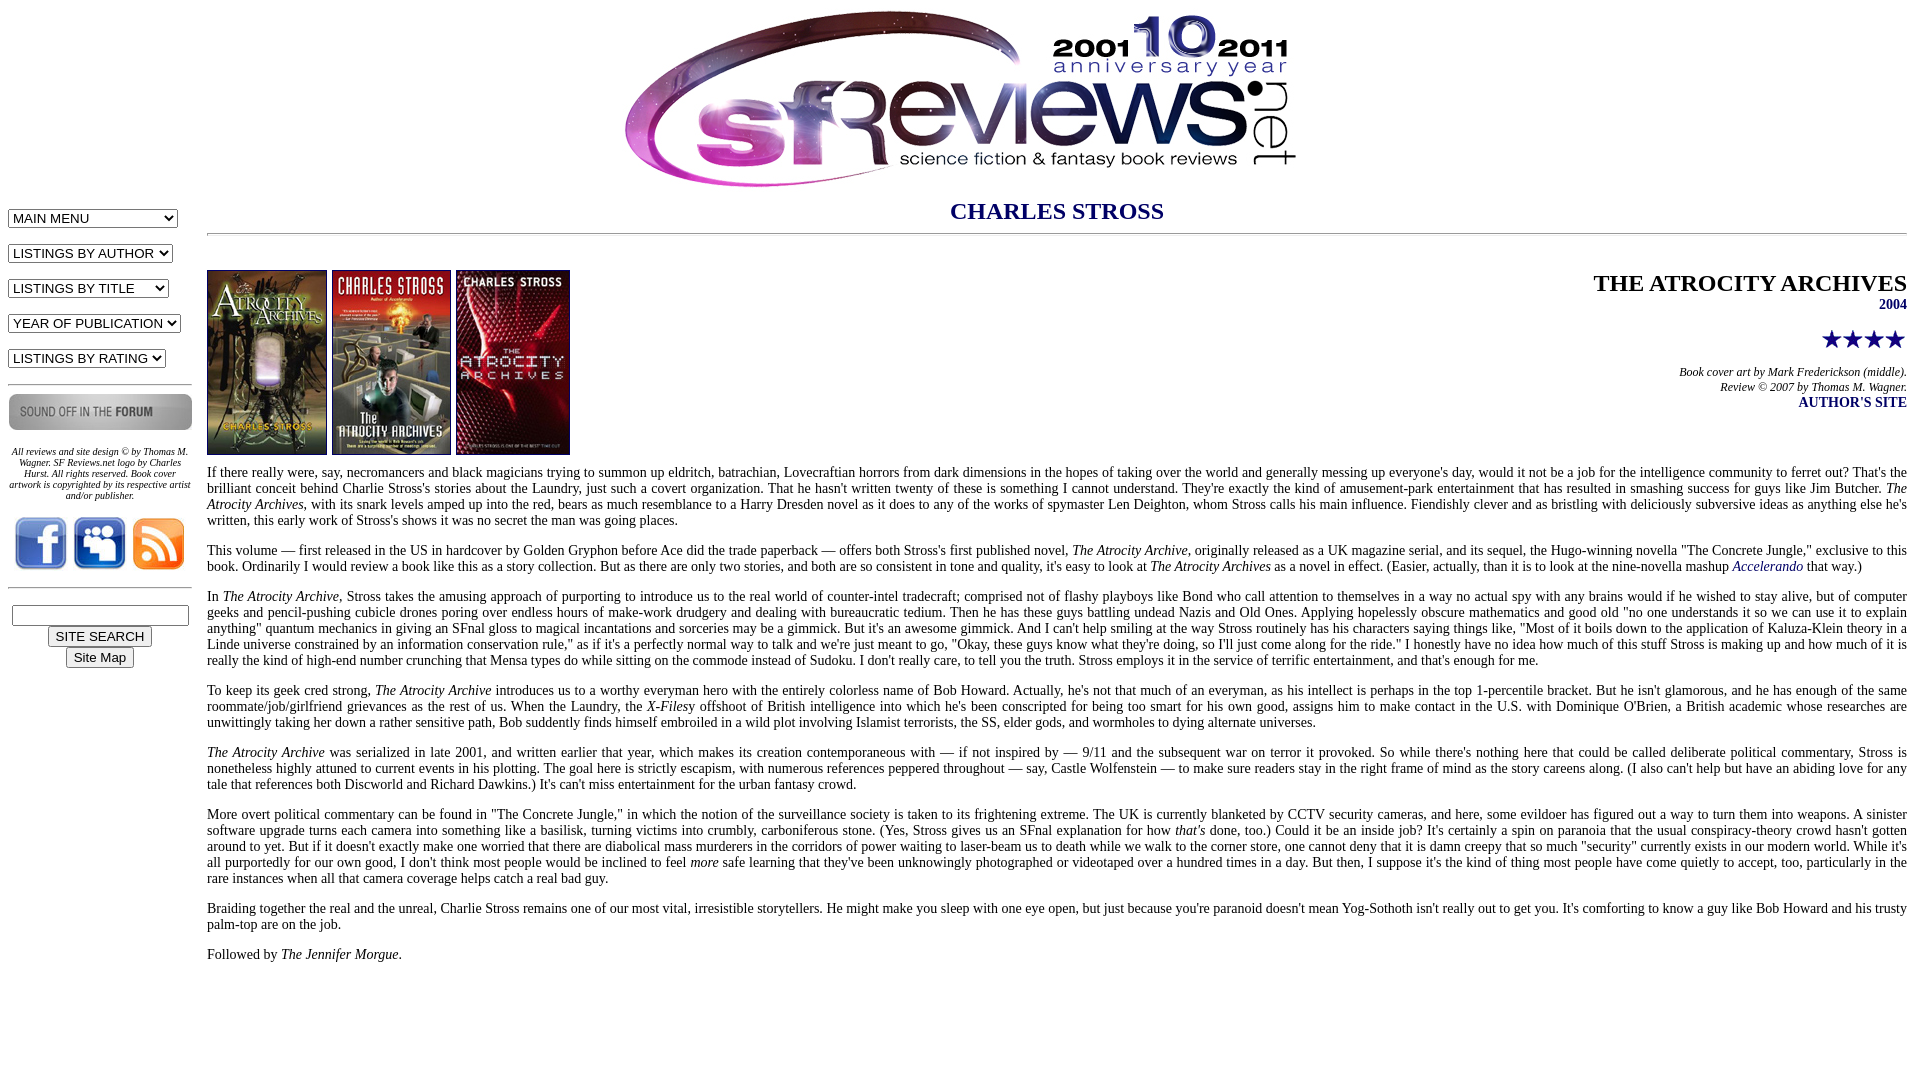 2001 10 2011
anniversary year
sfReviews.net
science fiction & fantasy book reviews
CHARLES STROSS
MAIN MENU
LISTINGS BY AUTHOR
LISTINGS BY TITLE
YEAR OF PUBLICATION
LISTINGS BY RATING
SOUND OFF IN THE FORUM
All reviews and site design © by Thomas M.
Wagner. SF Reviews.net logo by Charles
Hurst. All rights reserved. Book cover
artwork is copyrighted by its respective artist
and/or publisher.
SITE SEARCH
Site Map
The
ATROCITY
ARCHIVES
CHARLES STROSS
CHARLES STROSS
The
ATROCITY ARCHIVES
CHARLES STROSS
THE
ATROCITY
ARCHIVES
THE ATROCITY ARCHIVES
2004
★★★★
Book cover art by Mark Frederickson (middle).
Review © 2007 by Thomas M. Wagner.
AUTHOR'S SITE
If there really were, say, necromancers and black magicians trying to summon up eldritch, batrachian, Lovecraftian horrors from dark dimensions in the hopes of taking over the world and generally messing up everyone's day, would it not be a job for the intelligence community to ferret out? That's the
brilliant conceit behind Charlie Stross's stories about the Laundry, just such a covert organization. That he hasn't written twenty of these is something I cannot understand. They're exactly the kind of amusement-park entertainment that has resulted in smashing success for guys like Jim Butcher. The
Atrocity Archives, with its snark levels amped up into the red, bears as much resemblance to a Harry Dresden novel as it does to any of the works of spymaster Len Deighton, whom Stross calls his main influence. Fiendishly clever and as bristling with deliciously subversive ideas as anything else he's
written, this early work of Stross's shows it was no secret the man was going places.
This volume — first released in the US in hardcover by Golden Gryphon before Ace did the trade paperback — offers both Stross's first published novel, The Atrocity Archive, originally released as a UK magazine serial, and its sequel, the Hugo-winning novella "The Concrete Jungle," exclusive to this
book. Ordinarily I would review a book like this as a story collection. But as there are only two stories, and both are so consistent in tone and quality, it's easy to look at The Atrocity Archives as a novel in effect. (Easier, actually, than it is to look at the nine-novella mashup Accelerando that way.)
In The Atrocity Archive, Stross takes the amusing approach of purporting to introduce us to the real world of counter-intel tradecraft; comprised not of flashy playboys like Bond who call attention to themselves in a way no actual spy with any brains would if he wished to stay alive, but of computer
geeks and pencil-pushing cubicle drones poring over endless hours of make-work drudgery and dealing with bureaucratic tedium. Then he has these guys battling undead Nazis and Old Ones. Applying hopelessly obscure mathematics and good old "no one understands it so we can use it to explain
anything" quantum mechanics in giving an SFnal gloss to magical incantations and sorceries may be a gimmick. But it's an awesome gimmick. And I can't help smiling at the way Stross routinely has his characters saying things like, "Most of it boils down to the application of Kaluza-Klein theory in a
Linde universe constrained by an information conservation rule," as if it's a perfectly normal way to talk and we're just meant to go, "Okay, these guys know what they're doing, so I'll just come along for the ride." I honestly have no idea how much of this stuff Stross is making up and how much of it is
really the kind of high-end number crunching that Mensa types do while sitting on the commode instead of Sudoku. I don't really care, to tell you the truth. Stross employs it in the service of terrific entertainment, and that's enough for me.
To keep its geek cred strong, The Atrocity Archive introduces us to a worthy everyman hero with the entirely colorless name of Bob Howard. Actually, he's not that much of an everyman, as his intellect is perhaps in the top 1-percentile bracket. But he isn't glamorous, and he has enough of the same
roommate/job/girlfriend grievances as the rest of us. When the Laundry, the X-Filesy offshoot of British intelligence into which he's been conscripted for being too smart for his own good, assigns him to make contact in the U.S. with Dominique O'Brien, a British academic whose researches are
unwittingly taking her down a rather sensitive path, Bob suddently finds himself embroiled in a wild plot involving Islamist terrorists, the SS, elder gods, and wormholes to dying alternate universes.
The Atrocity Archive was serialized in late 2001, and written earlier that year, which makes its creation contemporaneous with — if not inspired by — 9/11 and the subsequent war on terror it provoked. So while there's nothing here that could be called deliberate political commentary, Stross is
nonetheless highly attuned to current events in his plotting. The goal here is strictly escapism, with numerous references peppered throughout — say, Castle Wolfenstein — to make sure readers stay in the right frame of mind as the story careens along. (I also can't help but have an abiding love for any
tale that references both Discworld and Richard Dawkins.) It's can't miss entertainment for the urban fantasy crowd.
More overt political commentary can be found in "The Concrete Jungle," in which the notion of the surveillance society is taken to its frightening extreme. The UK is currently blanketed by CCTV security cameras, and here, some evildoer has figured out a way to turn them into weapons. A sinister
software upgrade turns each camera into something like a basilisk, turning victims into crumbly, carboniferous stone. (Yes, Stross gives us an SFnal explanation for how that's done, too.) Could it be an inside job? It's certainly a spin on paranoia that the usual conspiracy-theory crowd hasn't gotten
around to yet. But if it doesn't exactly make one worried that there are diabolical mass murderers in the corridors of power waiting to laser-beam us to death while we walk to the corner store, one cannot deny that it is damn creepy that so much "security" currently exists in our modern world. While it's
all purportedly for our own good, I don't think most people would be inclined to feel more safe learning that they've been unknowingly photographed or videotaped over a hundred times in a day. But then, I suppose it's the kind of thing most people have come quietly to accept, too, particularly in the
rare instances when all that camera coverage helps catch a real bad guy.
Braiding together the real and the unreal, Charlie Stross remains one of our most vital, irresistible storytellers. He might make you sleep with one eye open, but just because you're paranoid doesn't mean Yog-Sothoth isn't really out to get you. It's comforting to know a guy like Bob Howard and his trusty
palm-top are on the job.
Followed by The Jennifer Morgue.